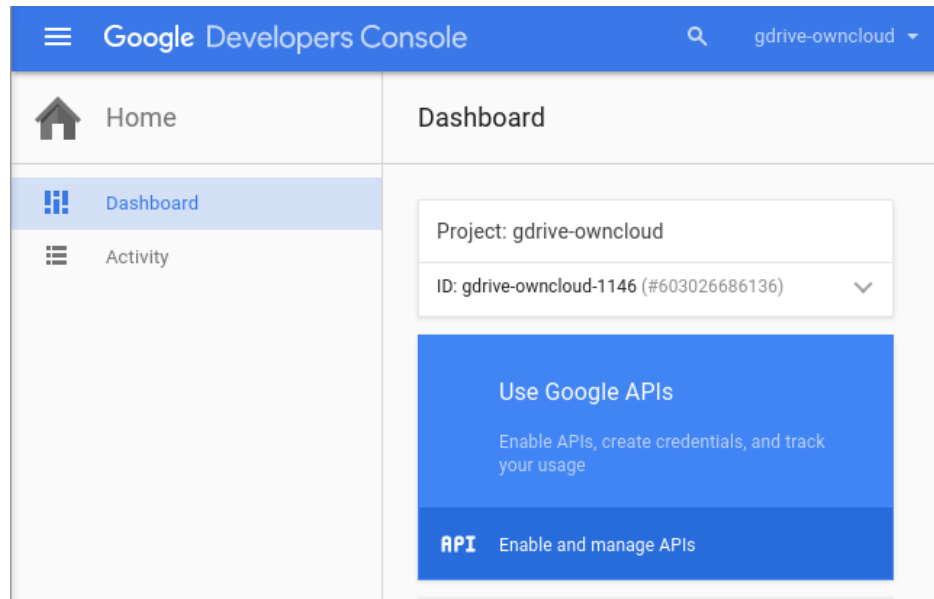 Google Developers Console
gdrive-owncloud
Home
Dashboard
Dashboard
Activity
Project: gdrive-owncloud
ID: gdrive-owncloud-1146 (#603026686136)
Use Google APIs
Enable APIs, create credentials, and track
your usage
API Enable and manage APIs